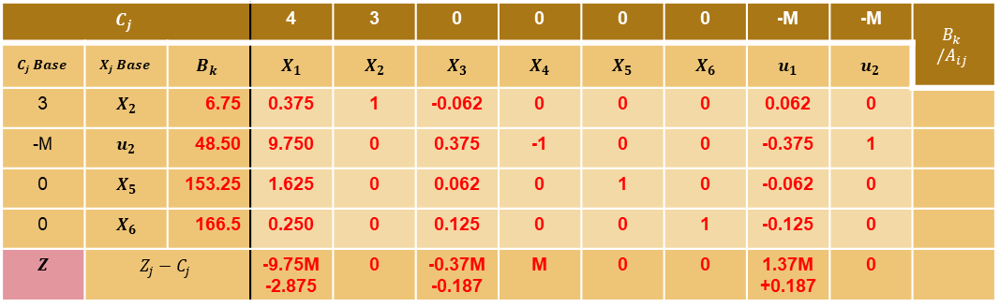 C_j 4 3 0 0 0 0 -M -M B_k /A_ij
C_j Base X_j Base B_k X_1 X_2 X_3 X_4 X_5 X_6 u_1 u_2
3 X_2 6.75 0.375 1 -0.062 0 0 0 0.062 0
-M u_2 48.50 9.750 0 0.375 -1 0 0 -0.375 1
0 X_5 153.25 1.625 0 0.062 0 1 0 -0.062 0
0 X_6 166.5 0.250 0 0.125 0 0 1 -0.125 0
Z Z_j − C_j -9.75M 0 -0.37M M 0 0 1.37M 0
-2.875 -0.187 +0.187